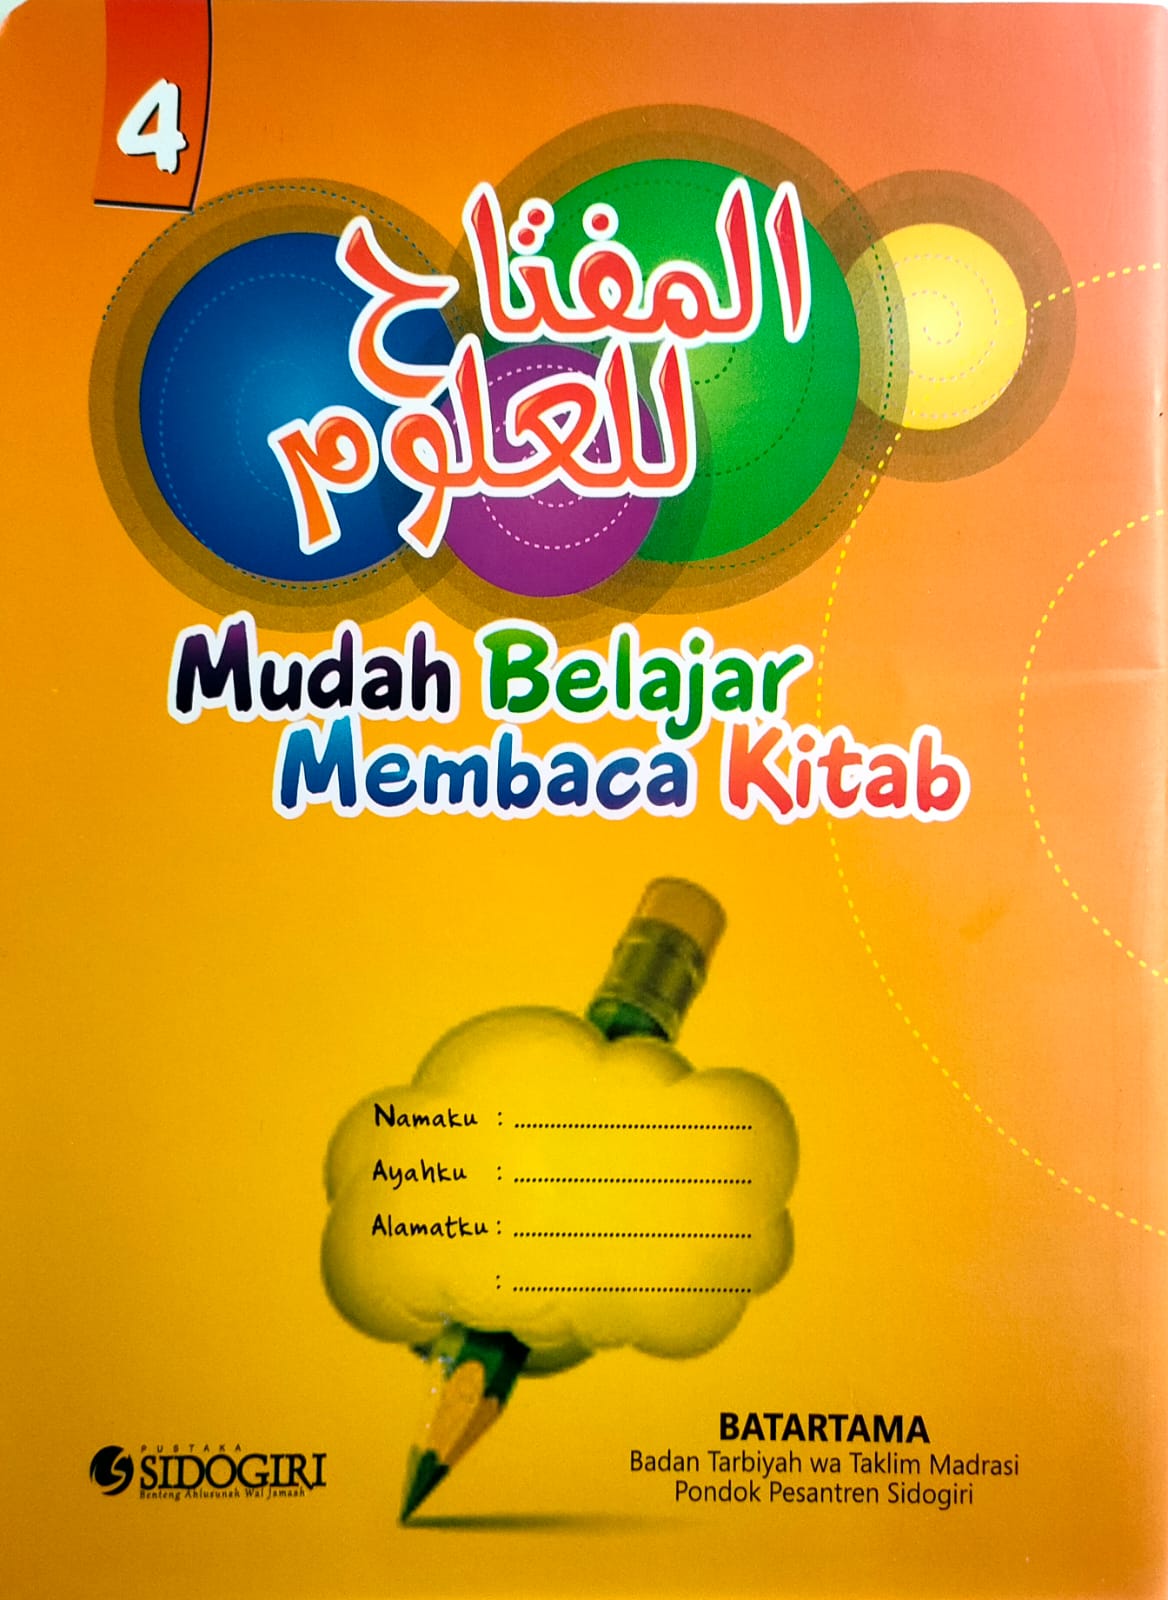 4
المفتاح
للعلوم
Mudah Belajar
Membaca Kitab
Namaku : ........................................
Ayahku : ........................................
Alamatku : ........................................
: ........................................
PUSTAKA
SIDOGIRI
Benteng Ahlusunah Wal Jamaah
BATARTAMA
Badan Tarbiyah wa Taklim Madrasi
Pondok Pesantren Sidogiri